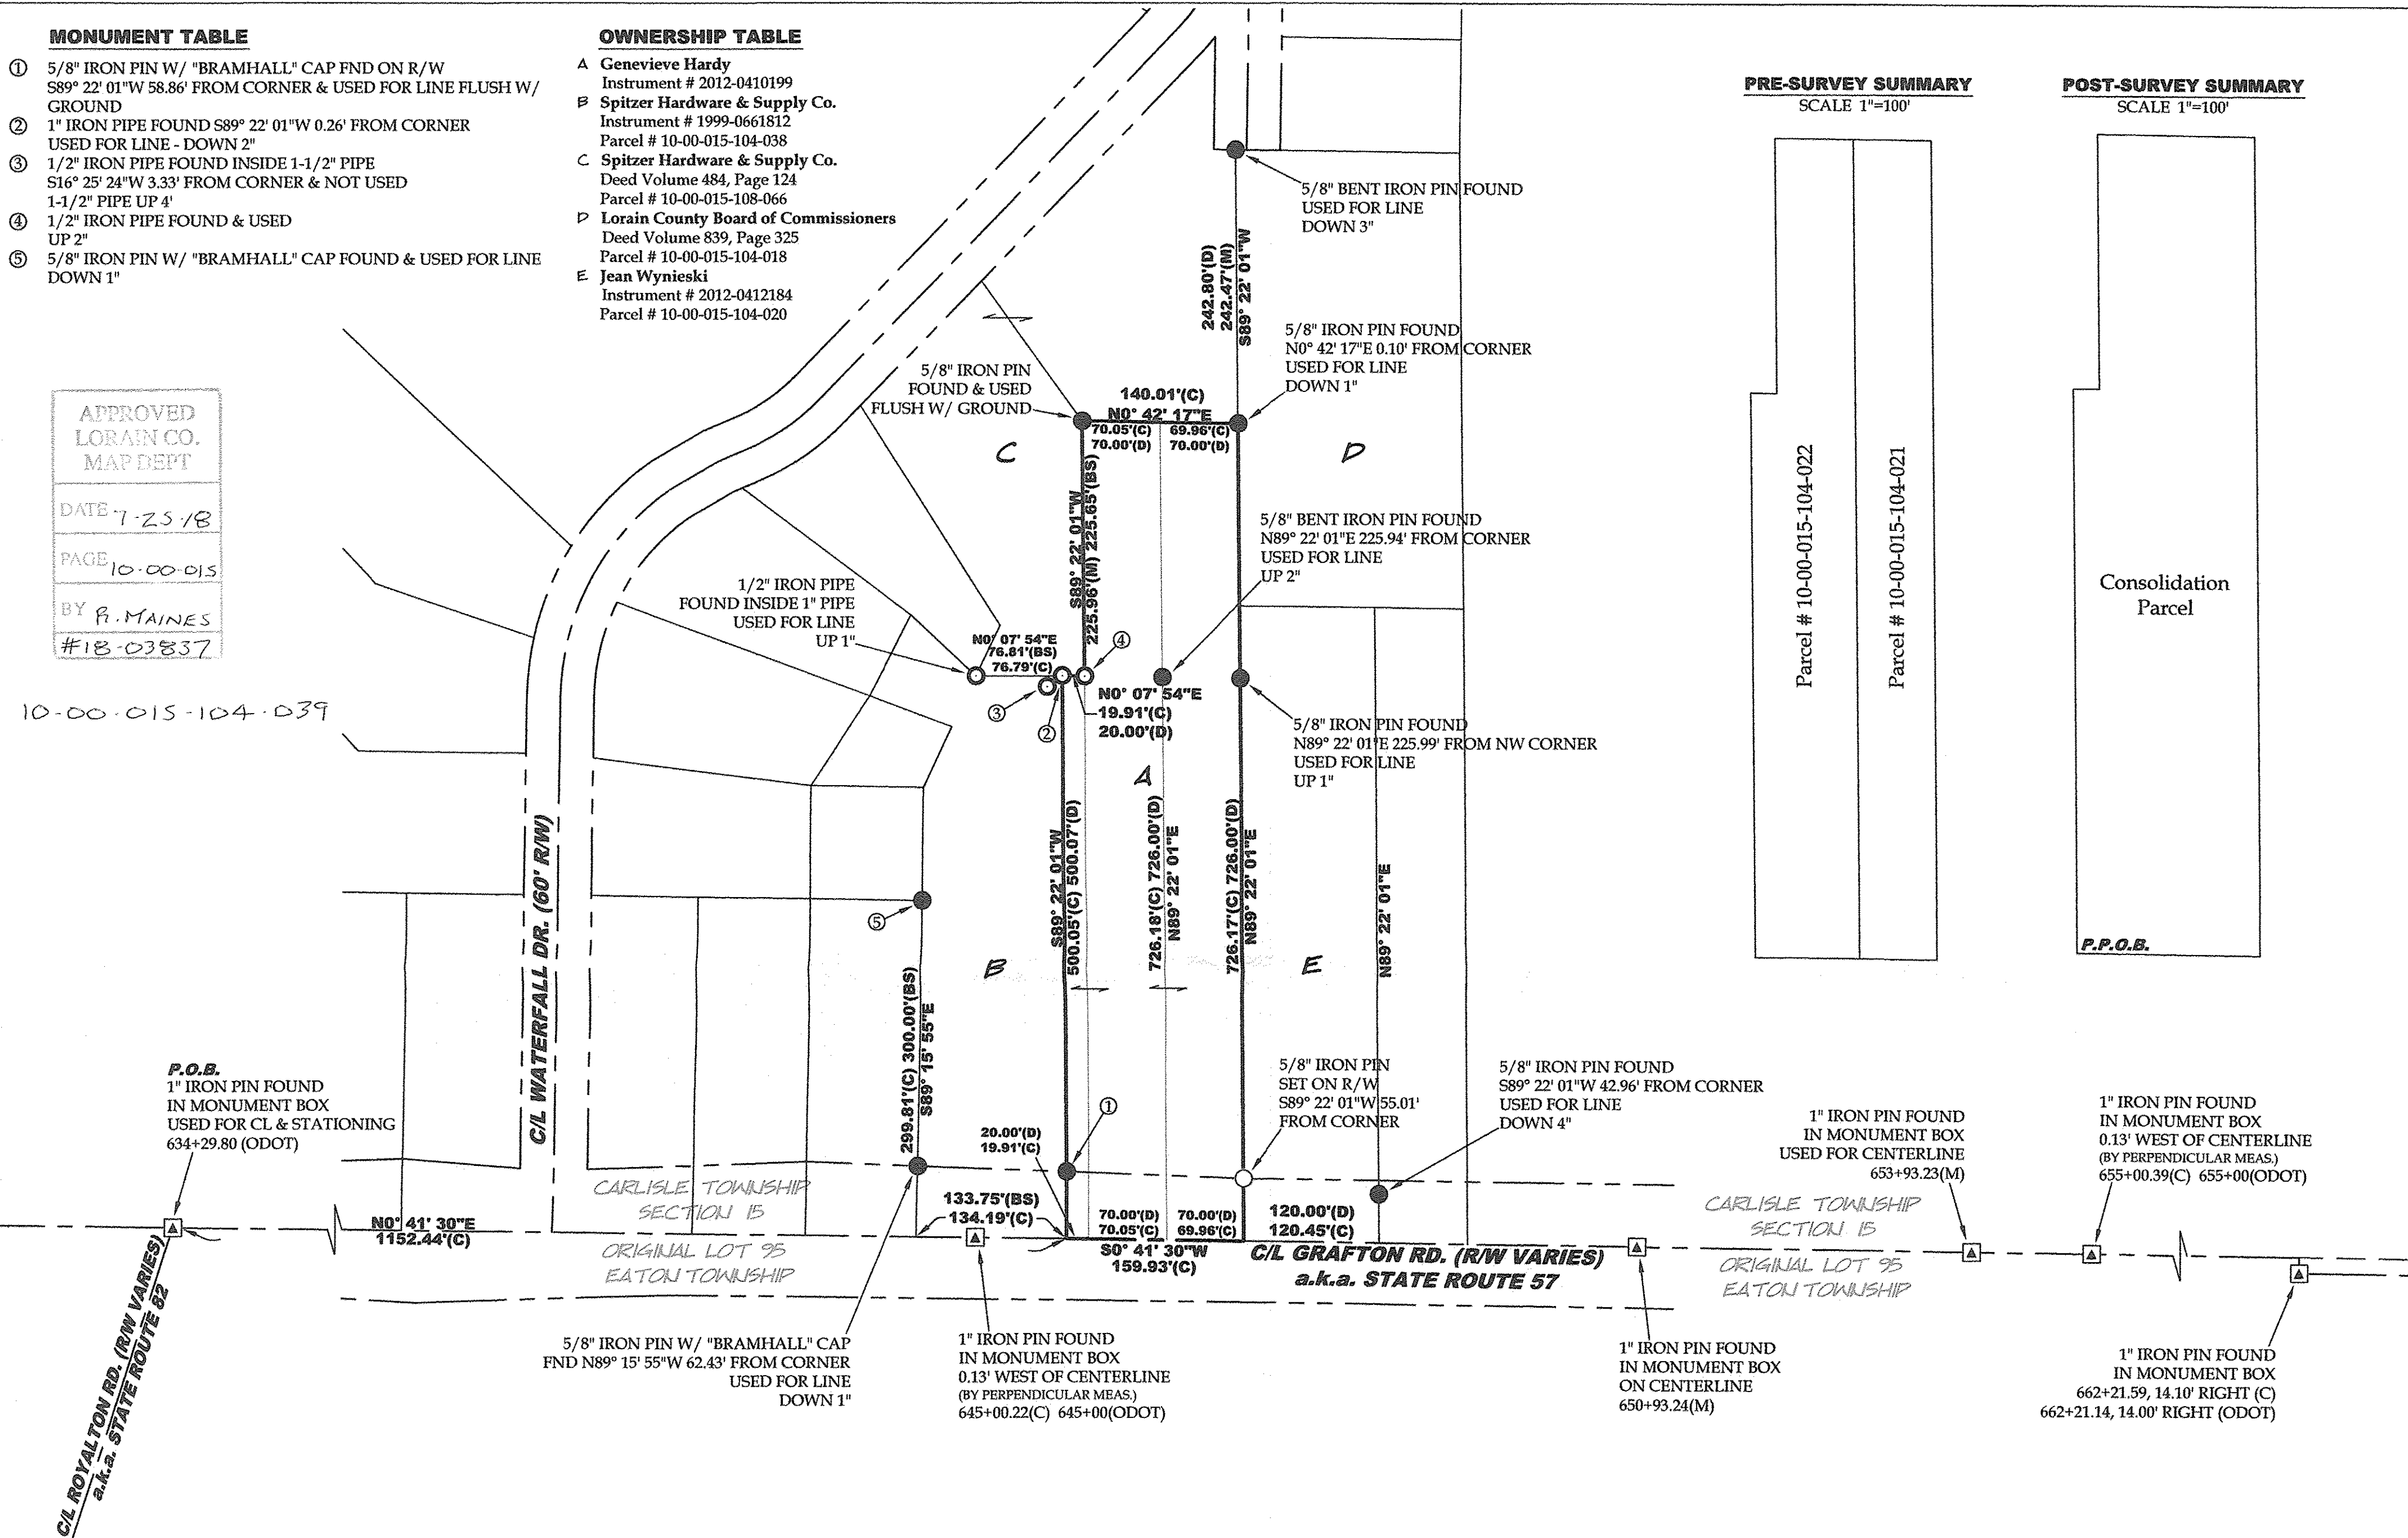 MONUMENT TABLE
① 5/8" IRON PIN W/ "BRAMHALL" CAP FND ON R/W
S89° 22' 01"W 58.86' FROM CORNER & USED FOR LINE FLUSH W/
GROUND
② 1" IRON PIPE FOUND S89° 22' 01"W 0.26' FROM CORNER
USED FOR LINE - DOWN 2"
③ 1/2" IRON PIPE FOUND INSIDE 1-1/2" PIPE
S16° 25' 24"W 3.33' FROM CORNER & NOT USED
1-1/2" PIPE UP 4'
④ 1/2" IRON PIPE FOUND & USED
UP 2"
⑤ 5/8" IRON PIN W/ "BRAMHALL" CAP FOUND & USED FOR LINE
DOWN 1"
OWNERSHIP TABLE
A Genevieve Hardy
Instrument # 2012-0410199
B Spitzer Hardware & Supply Co.
Instrument # 1999-0661812
Parcel # 10-00-015-104-038
C Spitzer Hardware & Supply Co.
Deed Volume 484, Page 124
Parcel # 10-00-015-108-066
D Lorain County Board of Commissioners
Deed Volume 839, Page 325
Parcel # 10-00-015-104-018
E Jean Wynieski
Instrument # 2012-0412184
Parcel # 10-00-015-104-020
PRE-SURVEY SUMMARY
SCALE 1"=100'
Parcel # 10-00-015-104-022
Parcel # 10-00-015-104-021
POST-SURVEY SUMMARY
SCALE 1"=100'
Consolidation
Parcel
P.P.O.B.
APPROVED
LORAIN CO.
MAP DEPT
DATE 7-25-18
PAGE 10-00-015
BY R. MAINES
#18-03837
10-00-015-104-039
5/8" BENT IRON PIN FOUND
USED FOR LINE
DOWN 3"
242.80'(D)
242.47'(M)
S89° 22' 01"W
5/8" IRON PIN FOUND
N0° 42' 17"E 0.10' FROM CORNER
USED FOR LINE
DOWN 1"
5/8" IRON PIN
FOUND & USED
FLUSH W/ GROUND
140.01'(C)
N0° 42' 17"E
70.05'(C) 69.96'(C)
70.00'(D) 70.00'(D)
C
D
S89° 22' 01"W
225.96'(M) 225.65'(BS)
5/8" BENT IRON PIN FOUND
N89° 22' 01"E 225.94' FROM CORNER
USED FOR LINE
UP 2"
1/2" IRON PIPE
FOUND INSIDE 1" PIPE
USED FOR LINE
UP 1"
N0° 07' 54"E
76.81'(BS)
76.79'(C)
④
③
②
N0° 07' 54"E
19.91'(C)
20.00'(D)
5/8" IRON PIN FOUND
N89° 22' 01"E 225.99' FROM NW CORNER
USED FOR LINE
UP 1"
A
S89° 22' 01"W
500.05'(C) 500.07'(D)
726.18'(C) 726.00'(D)
N89° 22' 01"E
726.17'(C) 726.00'(D)
N89° 22' 01"E
N89° 22' 01"E
⑤
B
E
C/L WATERFALL DR. (60' R/W)
299.81'(C) 300.00'(BS)
S89° 15' 55"E
P.O.B.
1" IRON PIN FOUND
IN MONUMENT BOX
USED FOR CL & STATIONING
634+29.80 (ODOT)
①
20.00'(D)
19.91'(C)
5/8" IRON PIN
SET ON R/W
S89° 22' 01"W 55.01'
FROM CORNER
5/8" IRON PIN FOUND
S89° 22' 01"W 42.96' FROM CORNER
USED FOR LINE
DOWN 4"
1" IRON PIN FOUND
IN MONUMENT BOX
USED FOR CENTERLINE
653+93.23(M)
1" IRON PIN FOUND
IN MONUMENT BOX
0.13' WEST OF CENTERLINE
(BY PERPENDICULAR MEAS.)
655+00.39(C) 655+00(ODOT)
CARLISLE TOWNSHIP
SECTION 15
ORIGINAL LOT 95
EATON TOWNSHIP
N0° 41' 30"E
1152.44'(C)
133.75'(BS)
134.19'(C)
70.00'(D) 70.00'(D)
70.05'(C) 69.96'(C)
S0° 41' 30"W
159.93'(C)
120.00'(D)
120.45'(C)
C/L GRAFTON RD. (R/W VARIES)
a.k.a. STATE ROUTE 57
CARLISLE TOWNSHIP
SECTION 15
ORIGINAL LOT 95
EATON TOWNSHIP
C/L ROYALTON RD. (R/W VARIES)
a.k.a. STATE ROUTE 82
5/8" IRON PIN W/ "BRAMHALL" CAP
FND N89° 15' 55"W 62.43' FROM CORNER
USED FOR LINE
DOWN 1"
1" IRON PIN FOUND
IN MONUMENT BOX
0.13' WEST OF CENTERLINE
(BY PERPENDICULAR MEAS.)
645+00.22(C) 645+00(ODOT)
1" IRON PIN FOUND
IN MONUMENT BOX
ON CENTERLINE
650+93.24(M)
1" IRON PIN FOUND
IN MONUMENT BOX
662+21.59, 14.10' RIGHT (C)
662+21.14, 14.00' RIGHT (ODOT)